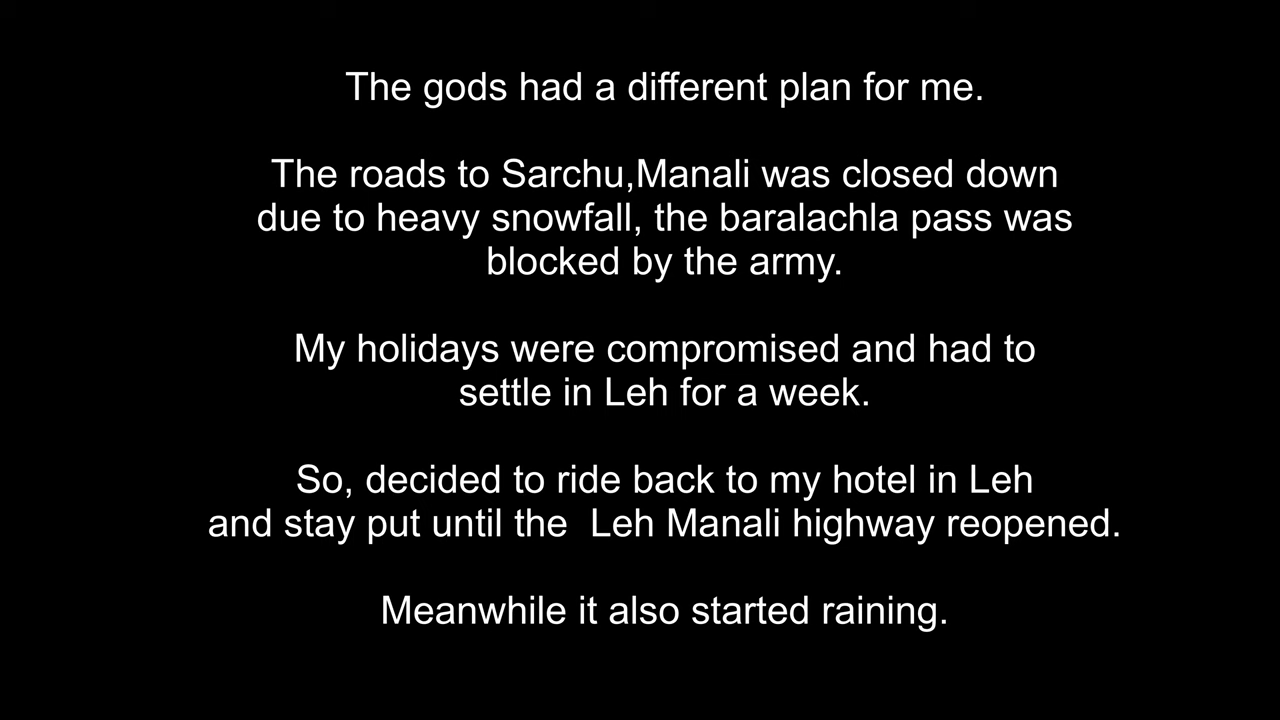 The gods had a different plan for me.
The roads to Sarchu,Manali was closed down
due to heavy snowfall, the baralachla pass was
blocked by the army.
My holidays were compromised and had to
settle in Leh for a week.
So, decided to ride back to my hotel in Leh
and stay put until the  Leh Manali highway reopened.
Meanwhile it also started raining.